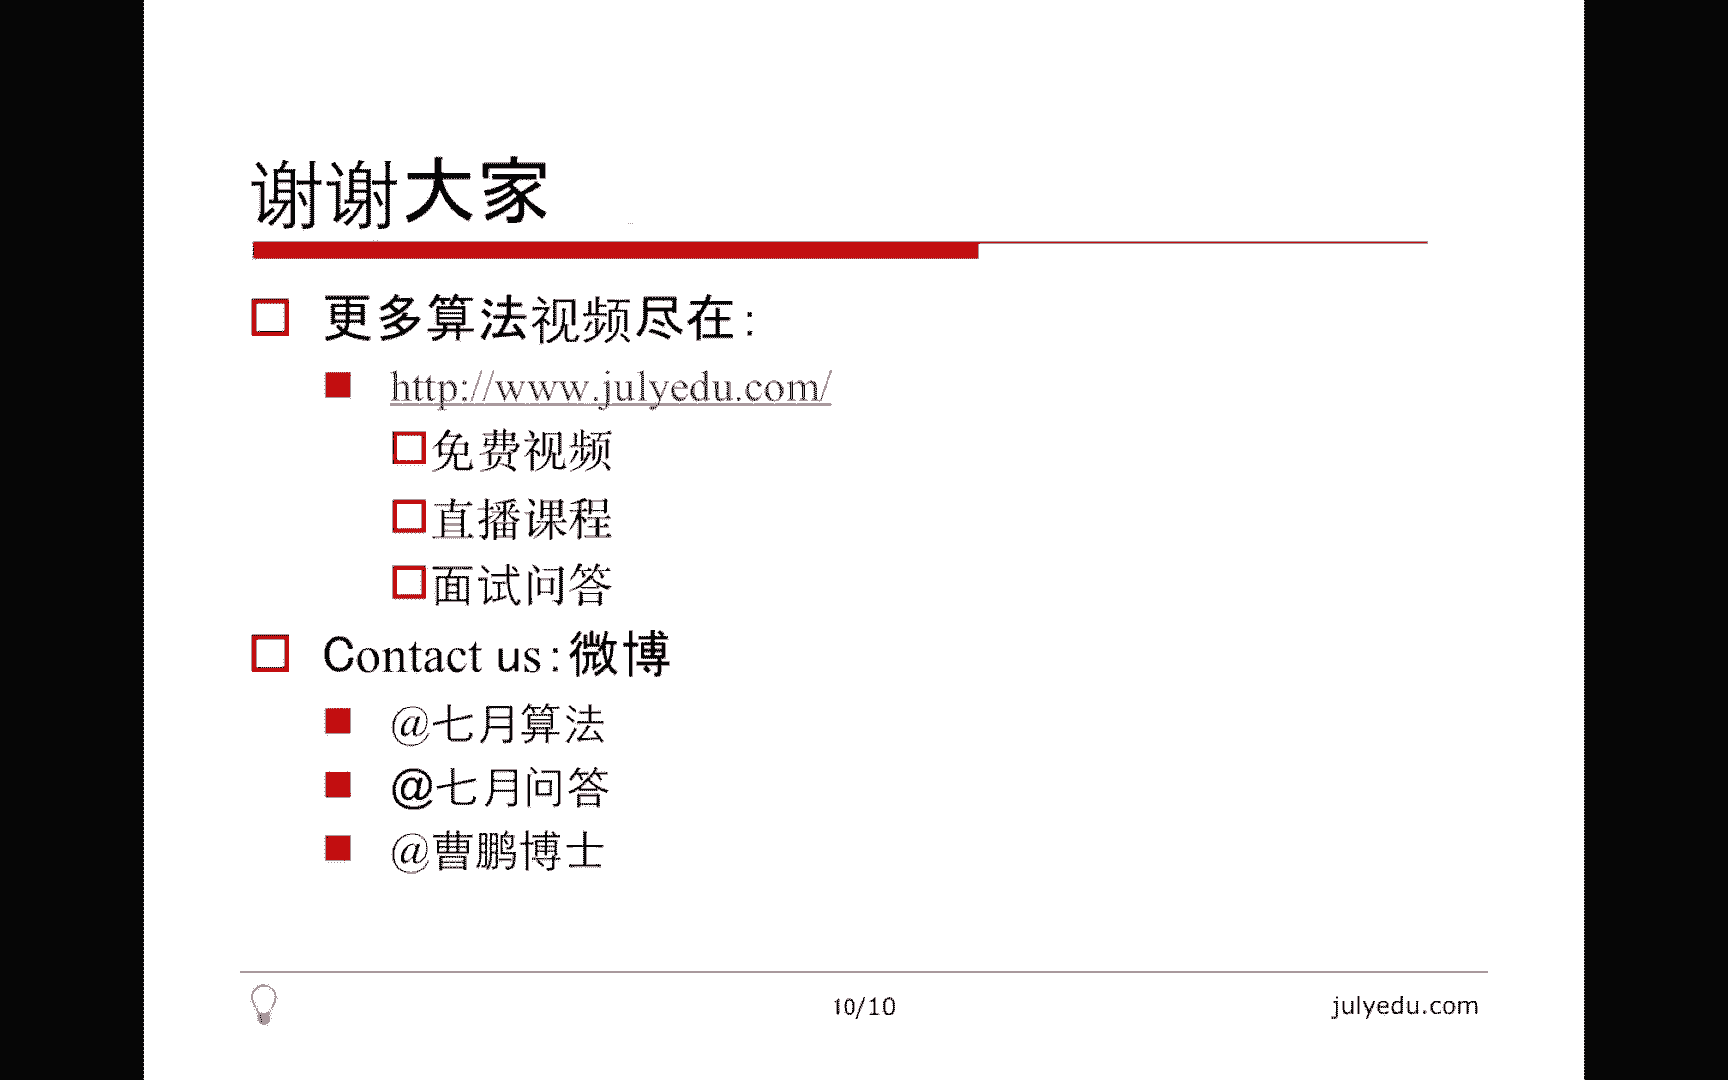 谢谢大家
更多算法视频尽在:
http://www.julyedu.com/
免费视频
直播课程
面试问答
Contact us:微博
@七月算法
@七月问答
@曹鹏博士
10/10
julyedu.com